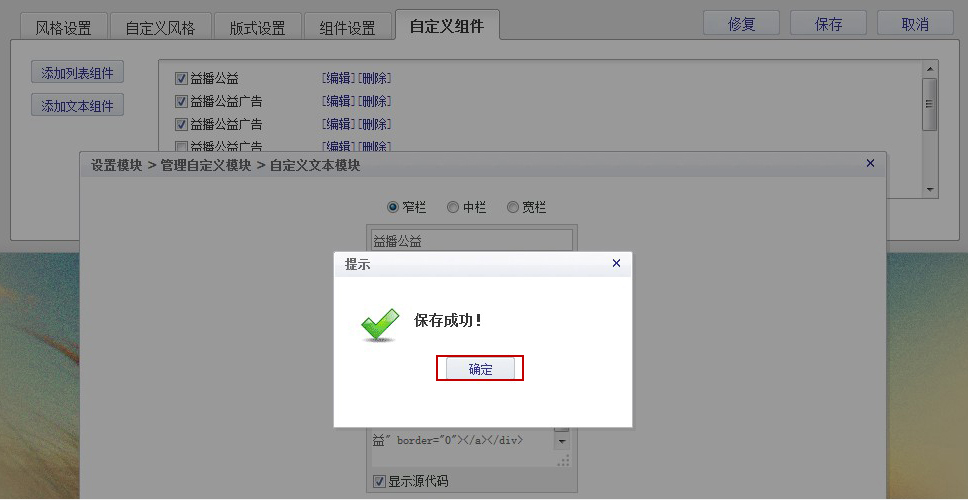 风格设置 自定义风格 版式设置 组件设置 自定义组件 修复 保存 取消
添加列表组件
添加文本组件
益播公益 [编辑][删除]
益播公益广告 [编辑][删除]
益播公益广告 [编辑][删除]
益播公益广告 [编辑][删除]
设置模块 > 管理自定义模块 > 自定义文本模块
窄栏 中栏 宽栏
益播公益
提示
保存成功!
确定
益" border="0"></a></div>
显示源代码